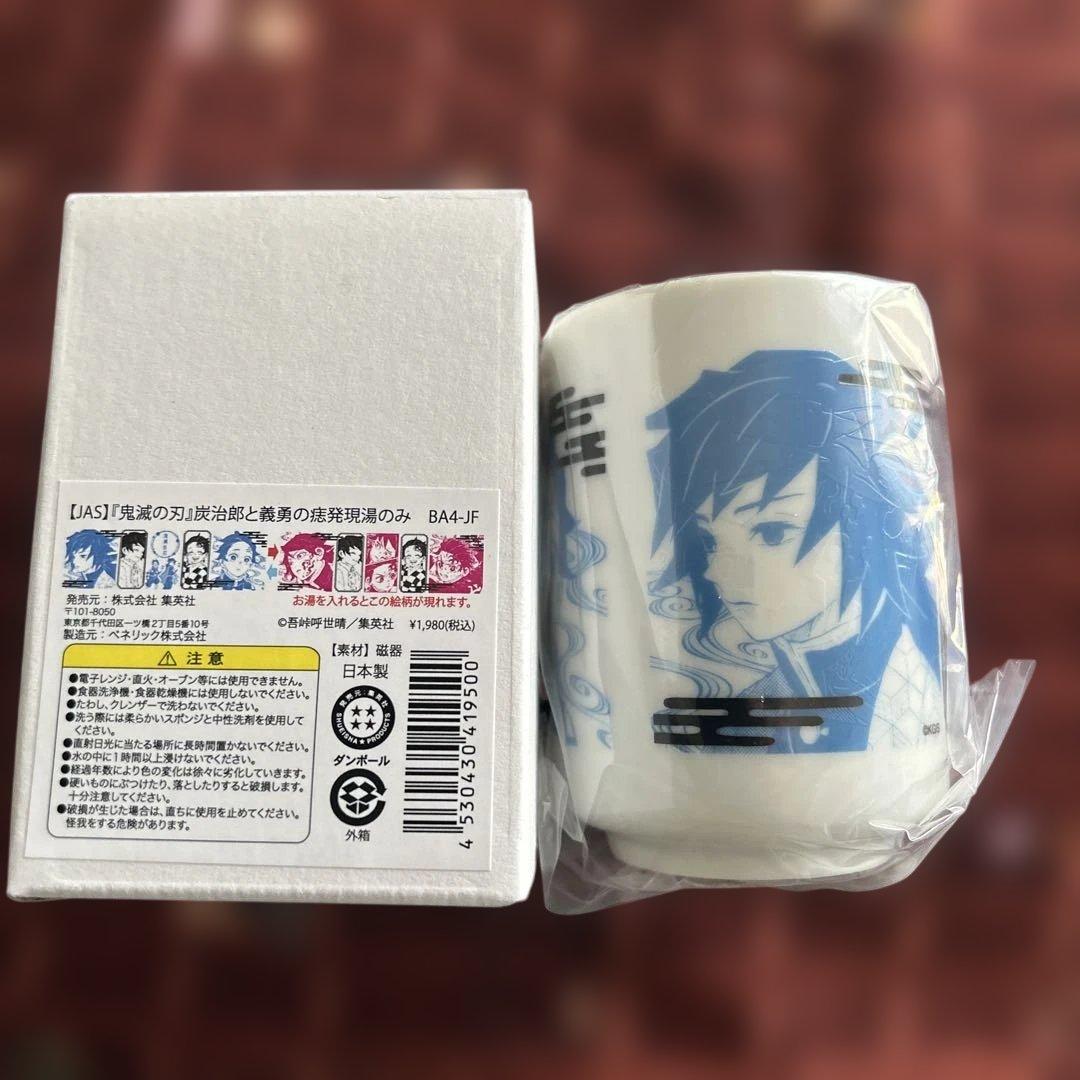 【JAS】『鬼滅の刃』炭治郎と義勇の痣発現湯のみ BA4-JF
お湯を入れるとこの絵柄が現れます。
発売元：株式会社 集英社
〒101-8050
東京都千代田区一ツ橋2丁目5番10号
製造元：ベネリック株式会社
©吾峠呼世晴／集英社 ¥1,980(税込)
注意
●電子レンジ・直火・オーブン等には使用できません。
●食器洗浄機・食器乾燥機には使用しないでください。
●たわし、クレンザーで洗わないでください。
●洗う際には柔らかいスポンジと中性洗剤を使用して
ください。
●直射日光に当たる場所に長時間置かないでください。
●水の中に1時間以上浸けないでください。
●経過年数により色の変化は徐々に劣化していきます。
●硬いものにぶつけたり、落としたりすると破損します。
十分注意してください。
●破損が生じた場合は、直ちに使用を止めてください。
怪我をする危険があります。
【素材】磁器
日本製
発売元：集英社
SHUEISHA★PRODUCTS
ダンボール
外箱
4 530430 419500
©KGS